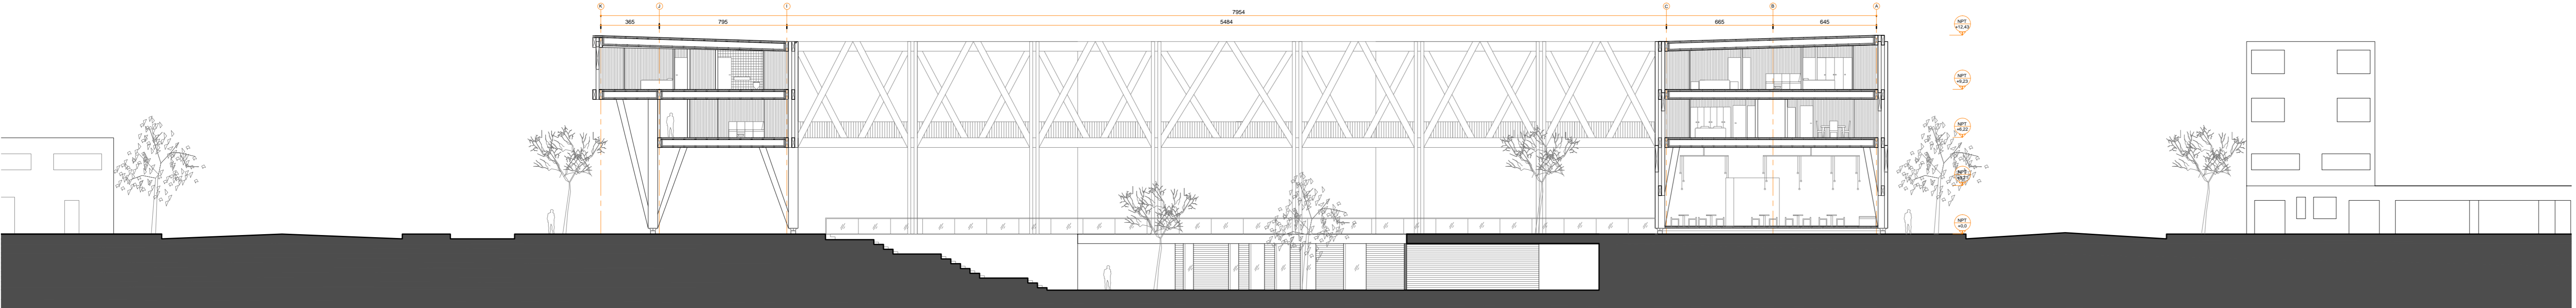 K J I C B A
7954
365 795 5484 665 645
NPT
+12,43
NPT
+9,23
NPT
+6,22
NPT
NPT
+0,0